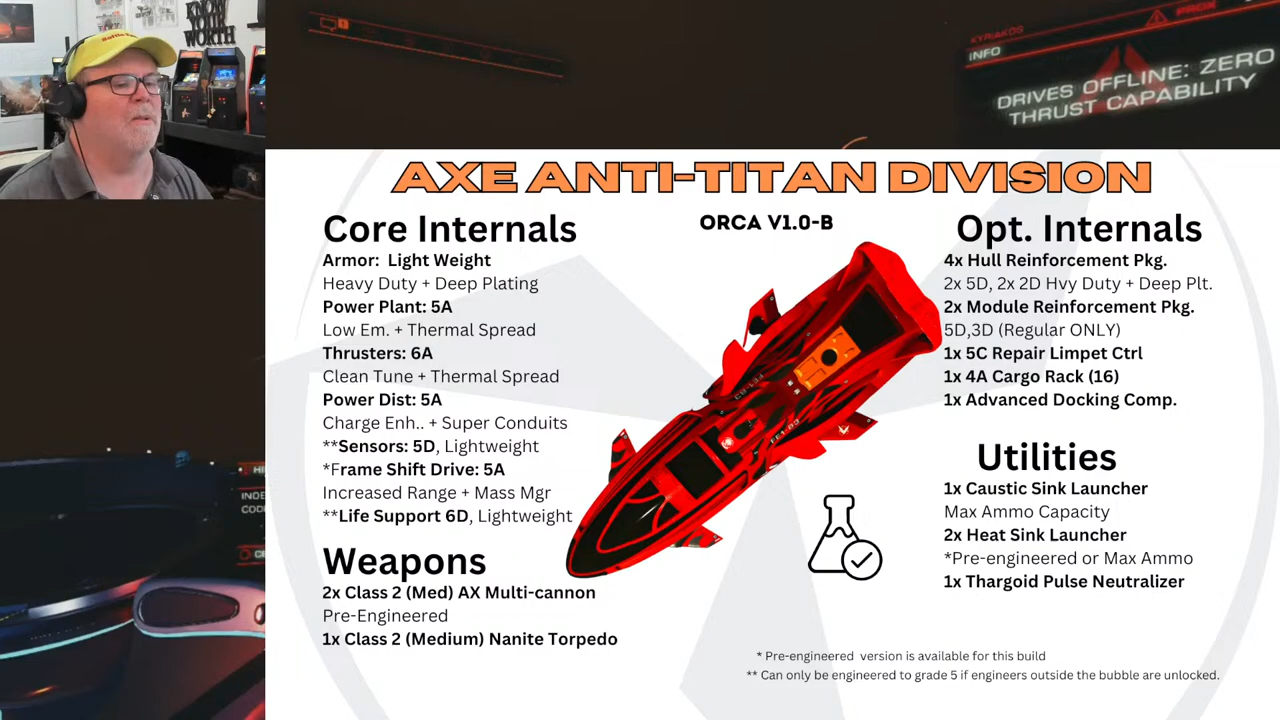 KNOW
YOUR
WORTH
KYRIAKOS
INFO
PROX
DRIVES OFFLINE: ZERO
THRUST CAPABILITY
AXE ANTI-TITAN DIVISION
ORCA V1.0-B
Core Internals
Armor: Light Weight
Heavy Duty + Deep Plating
Power Plant: 5A
Low Em. + Thermal Spread
Thrusters: 6A
Clean Tune + Thermal Spread
Power Dist: 5A
Charge Enh.. + Super Conduits
**Sensors: 5D, Lightweight
*Frame Shift Drive: 5A
Increased Range + Mass Mgr
**Life Support 6D, Lightweight
Weapons
2x Class 2 (Med) AX Multi-cannon
Pre-Engineered
1x Class 2 (Medium) Nanite Torpedo
Opt. Internals
4x Hull Reinforcement Pkg.
2x 5D, 2x 2D Hvy Duty + Deep Plt.
2x Module Reinforcement Pkg.
5D,3D (Regular ONLY)
1x 5C Repair Limpet Ctrl
1x 4A Cargo Rack (16)
1x Advanced Docking Comp.
Utilities
1x Caustic Sink Launcher
Max Ammo Capacity
2x Heat Sink Launcher
*Pre-engineered or Max Ammo
1x Thargoid Pulse Neutralizer
* Pre-engineered version is available for this build
** Can only be engineered to grade 5 if engineers outside the bubble are unlocked.